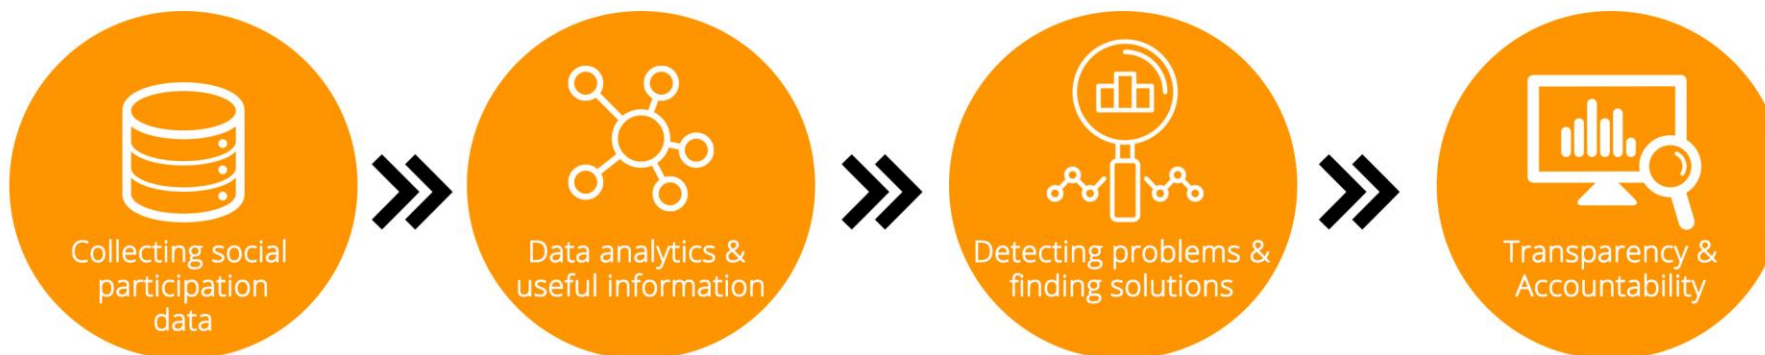 Collecting social
participation
data
Data analytics &
useful information
Detecting problems &
finding solutions
Transparency &
Accountability